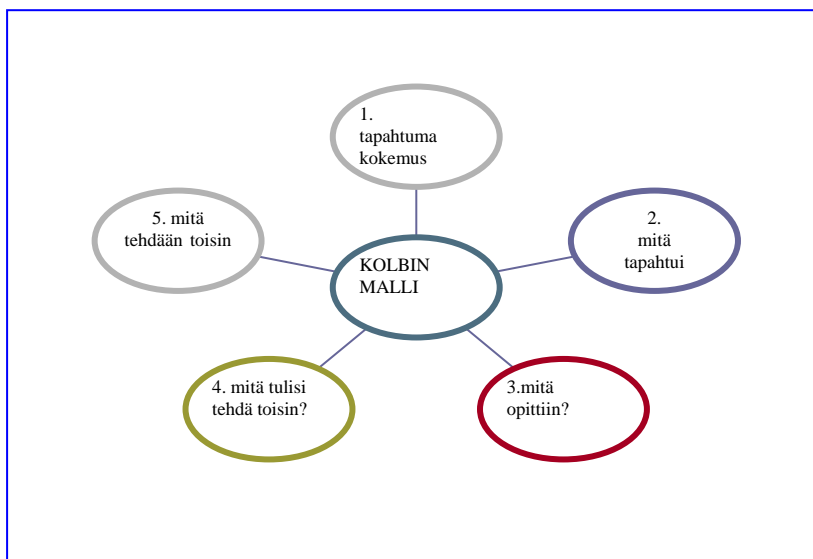 1.
tapahtuma
kokemus
2.
mitä
tapahtui
3.mitä
opittiin?
4. mitä tulisi
tehdä toisin?
5. mitä
tehdään toisin
KOLBIN
MALLI